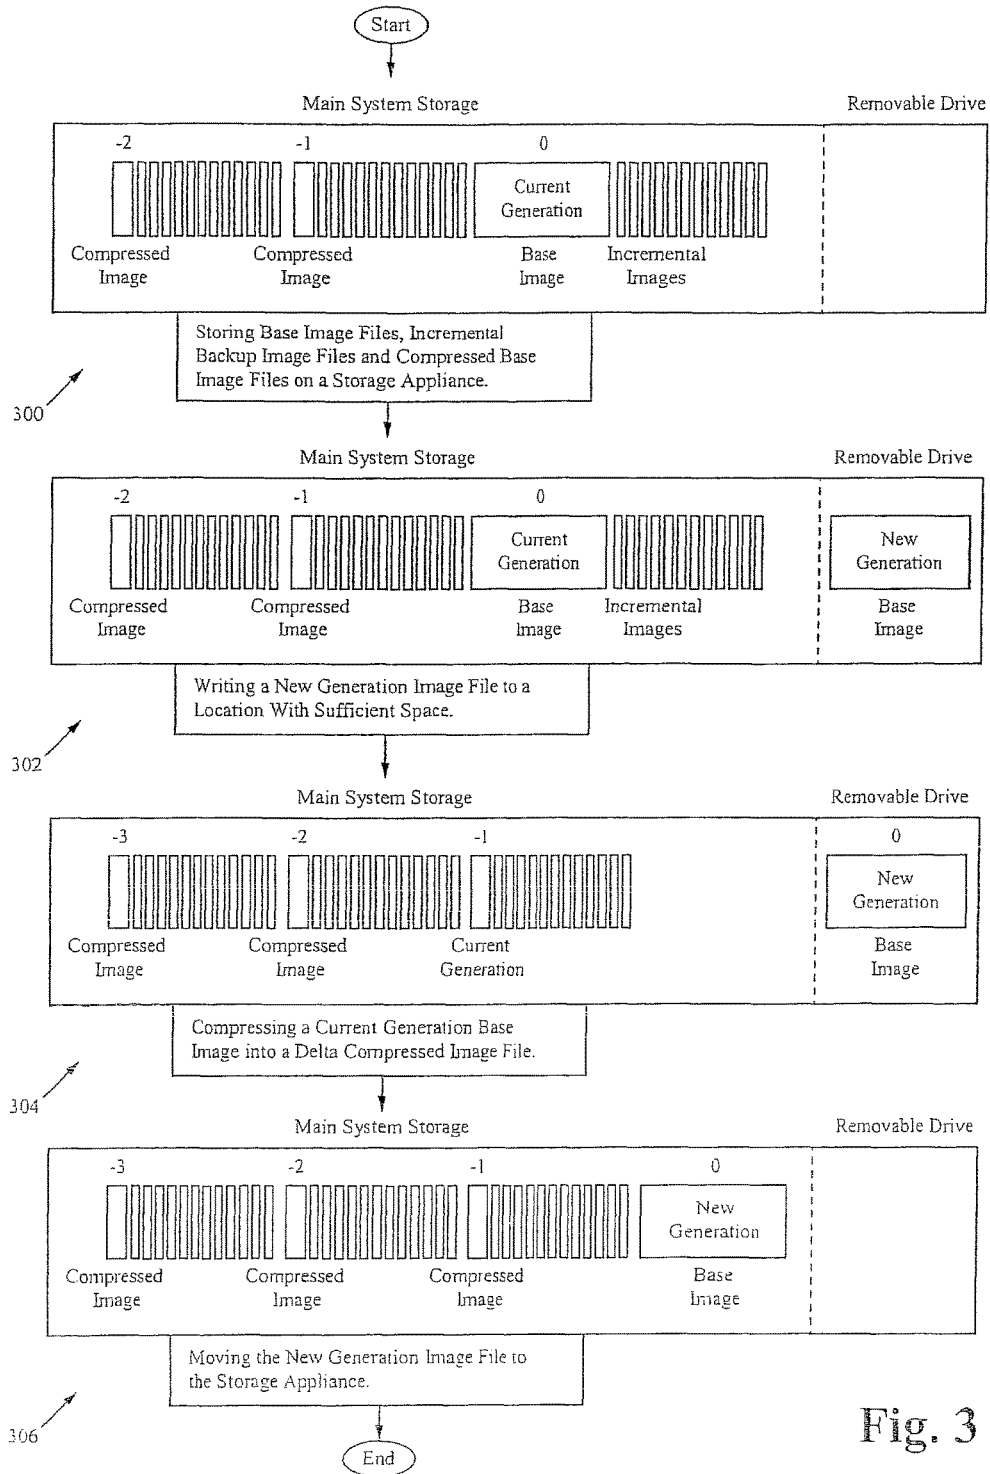 Start
Main System Storage Removable Drive
-2 -1 0
Current
Generation
Compressed Compressed Base Incremental
Image Image Image Images
Storing Base Image Files, Incremental
Backup Image Files and Compressed Base
Image Files on a Storage Appliance.
300
Main System Storage Removable Drive
-2 -1 0
Current New
Generation Generation
Compressed Compressed Base Incremental Base
Image Image Image Images Image
Writing a New Generation Image File to a
Location With Sufficient Space.
302
Main System Storage Removable Drive
-3 -2 -1 0
New
Generation
Compressed Compressed Current Base
Image Image Generation Image
Compressing a Current Generation Base
Image into a Delta Compressed Image File.
304
Main System Storage Removable Drive
-3 -2 -1 0
New
Generation
Compressed Compressed Compressed Base
Image Image Image Image
Moving the New Generation Image File to
the Storage Appliance.
306
End
Fig. 3